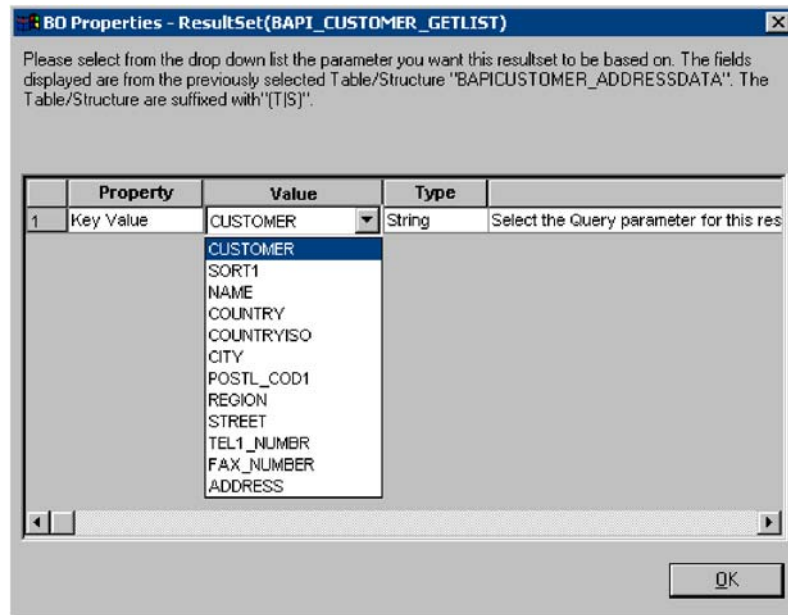 BO Properties - ResultSet(BAPI_CUSTOMER_GETLIST)
Please select from the drop down list the parameter you want this resultset to be based on. The fields
displayed are from the previously selected Table/Structure "BAPICUSTOMER_ADDRESSDATA". The
Table/Structure are suffixed with"(T|S)".
Property Value Type
1 Key Value CUSTOMER String Select the Query parameter for this res
CUSTOMER
SORT1
NAME
COUNTRY
COUNTRYISO
CITY
POSTL_COD1
REGION
STREET
TEL1_NUMBR
FAX_NUMBER
ADDRESS
OK